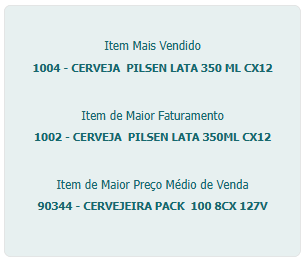 Item Mais Vendido
1004 - CERVEJA PILSEN LATA 350 ML CX12
Item de Maior Faturamento
1002 - CERVEJA PILSEN LATA 350ML CX12
Item de Maior Preço Médio de Venda
90344 - CERVEJEIRA PACK 100 8CX 127V